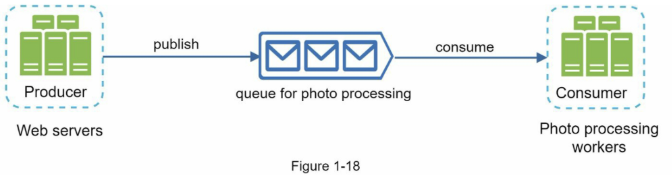 publish
consume
Producer
queue for photo processing
Consumer
Web servers
Photo processing
workers
Figure 1-18